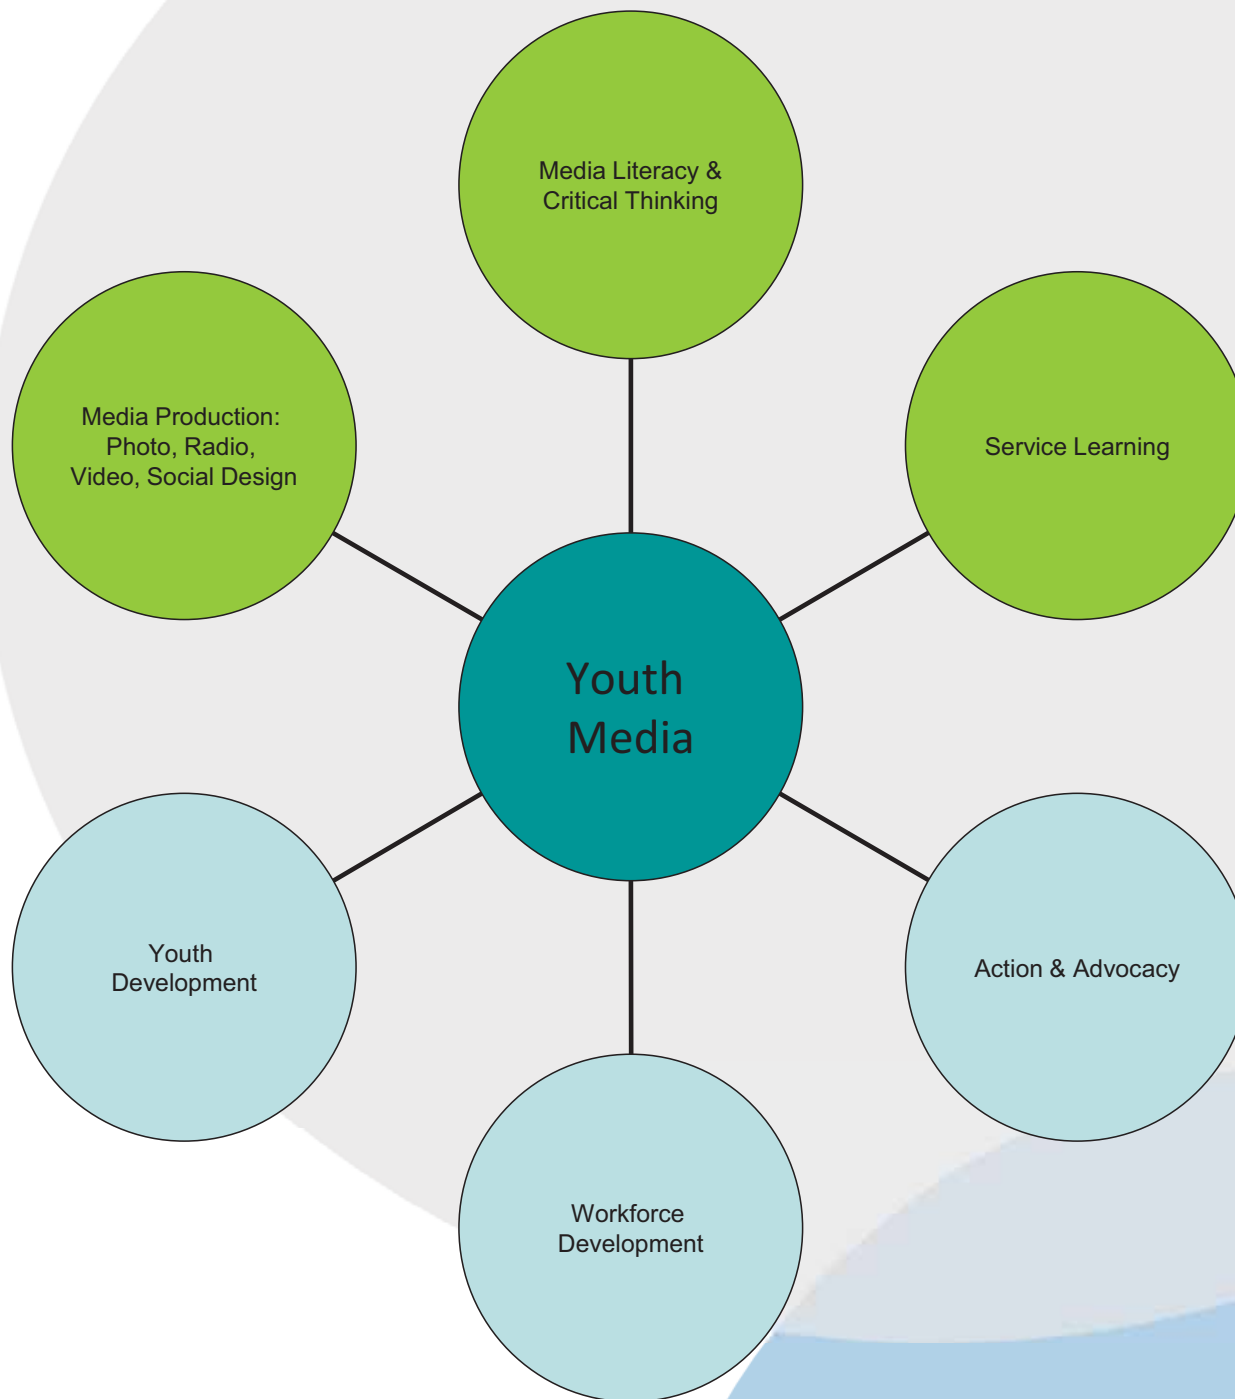 Media Literacy &
Critical Thinking
Media Production:
Photo, Radio,
Video, Social Design
Service Learning
Youth
Media
Youth
Development
Action & Advocacy
Workforce
Development